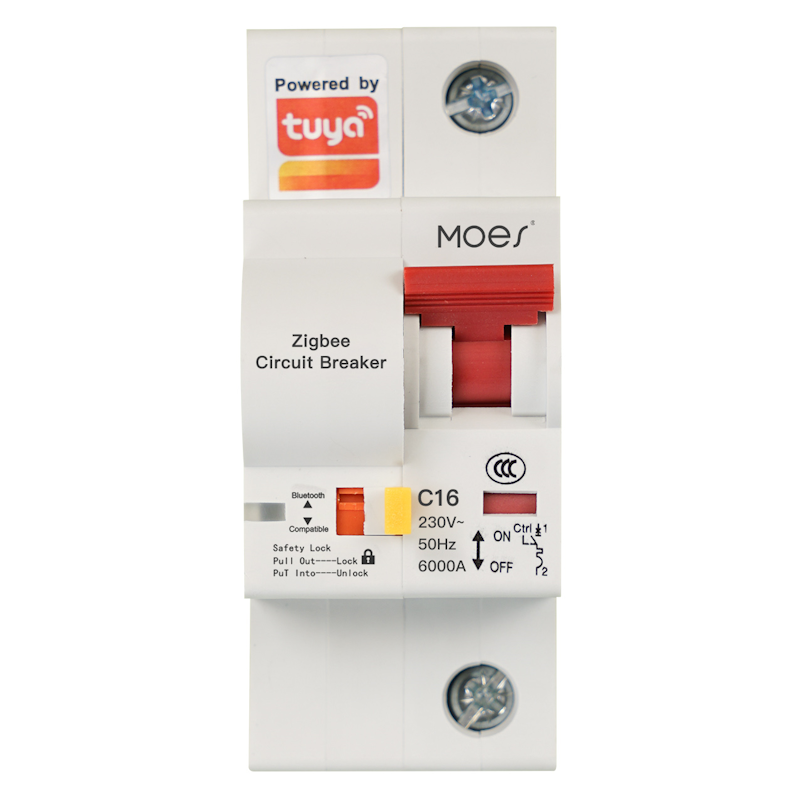 Powered by
tuya
MOES®
Zigbee
Circuit Breaker
CCC
Bluetooth
Compatible
Safety Lock
Pull Out----Lock
PuT Into----Unlock
C16
230V~
50Hz
6000A
ON
OFF
Ctrl 1
2